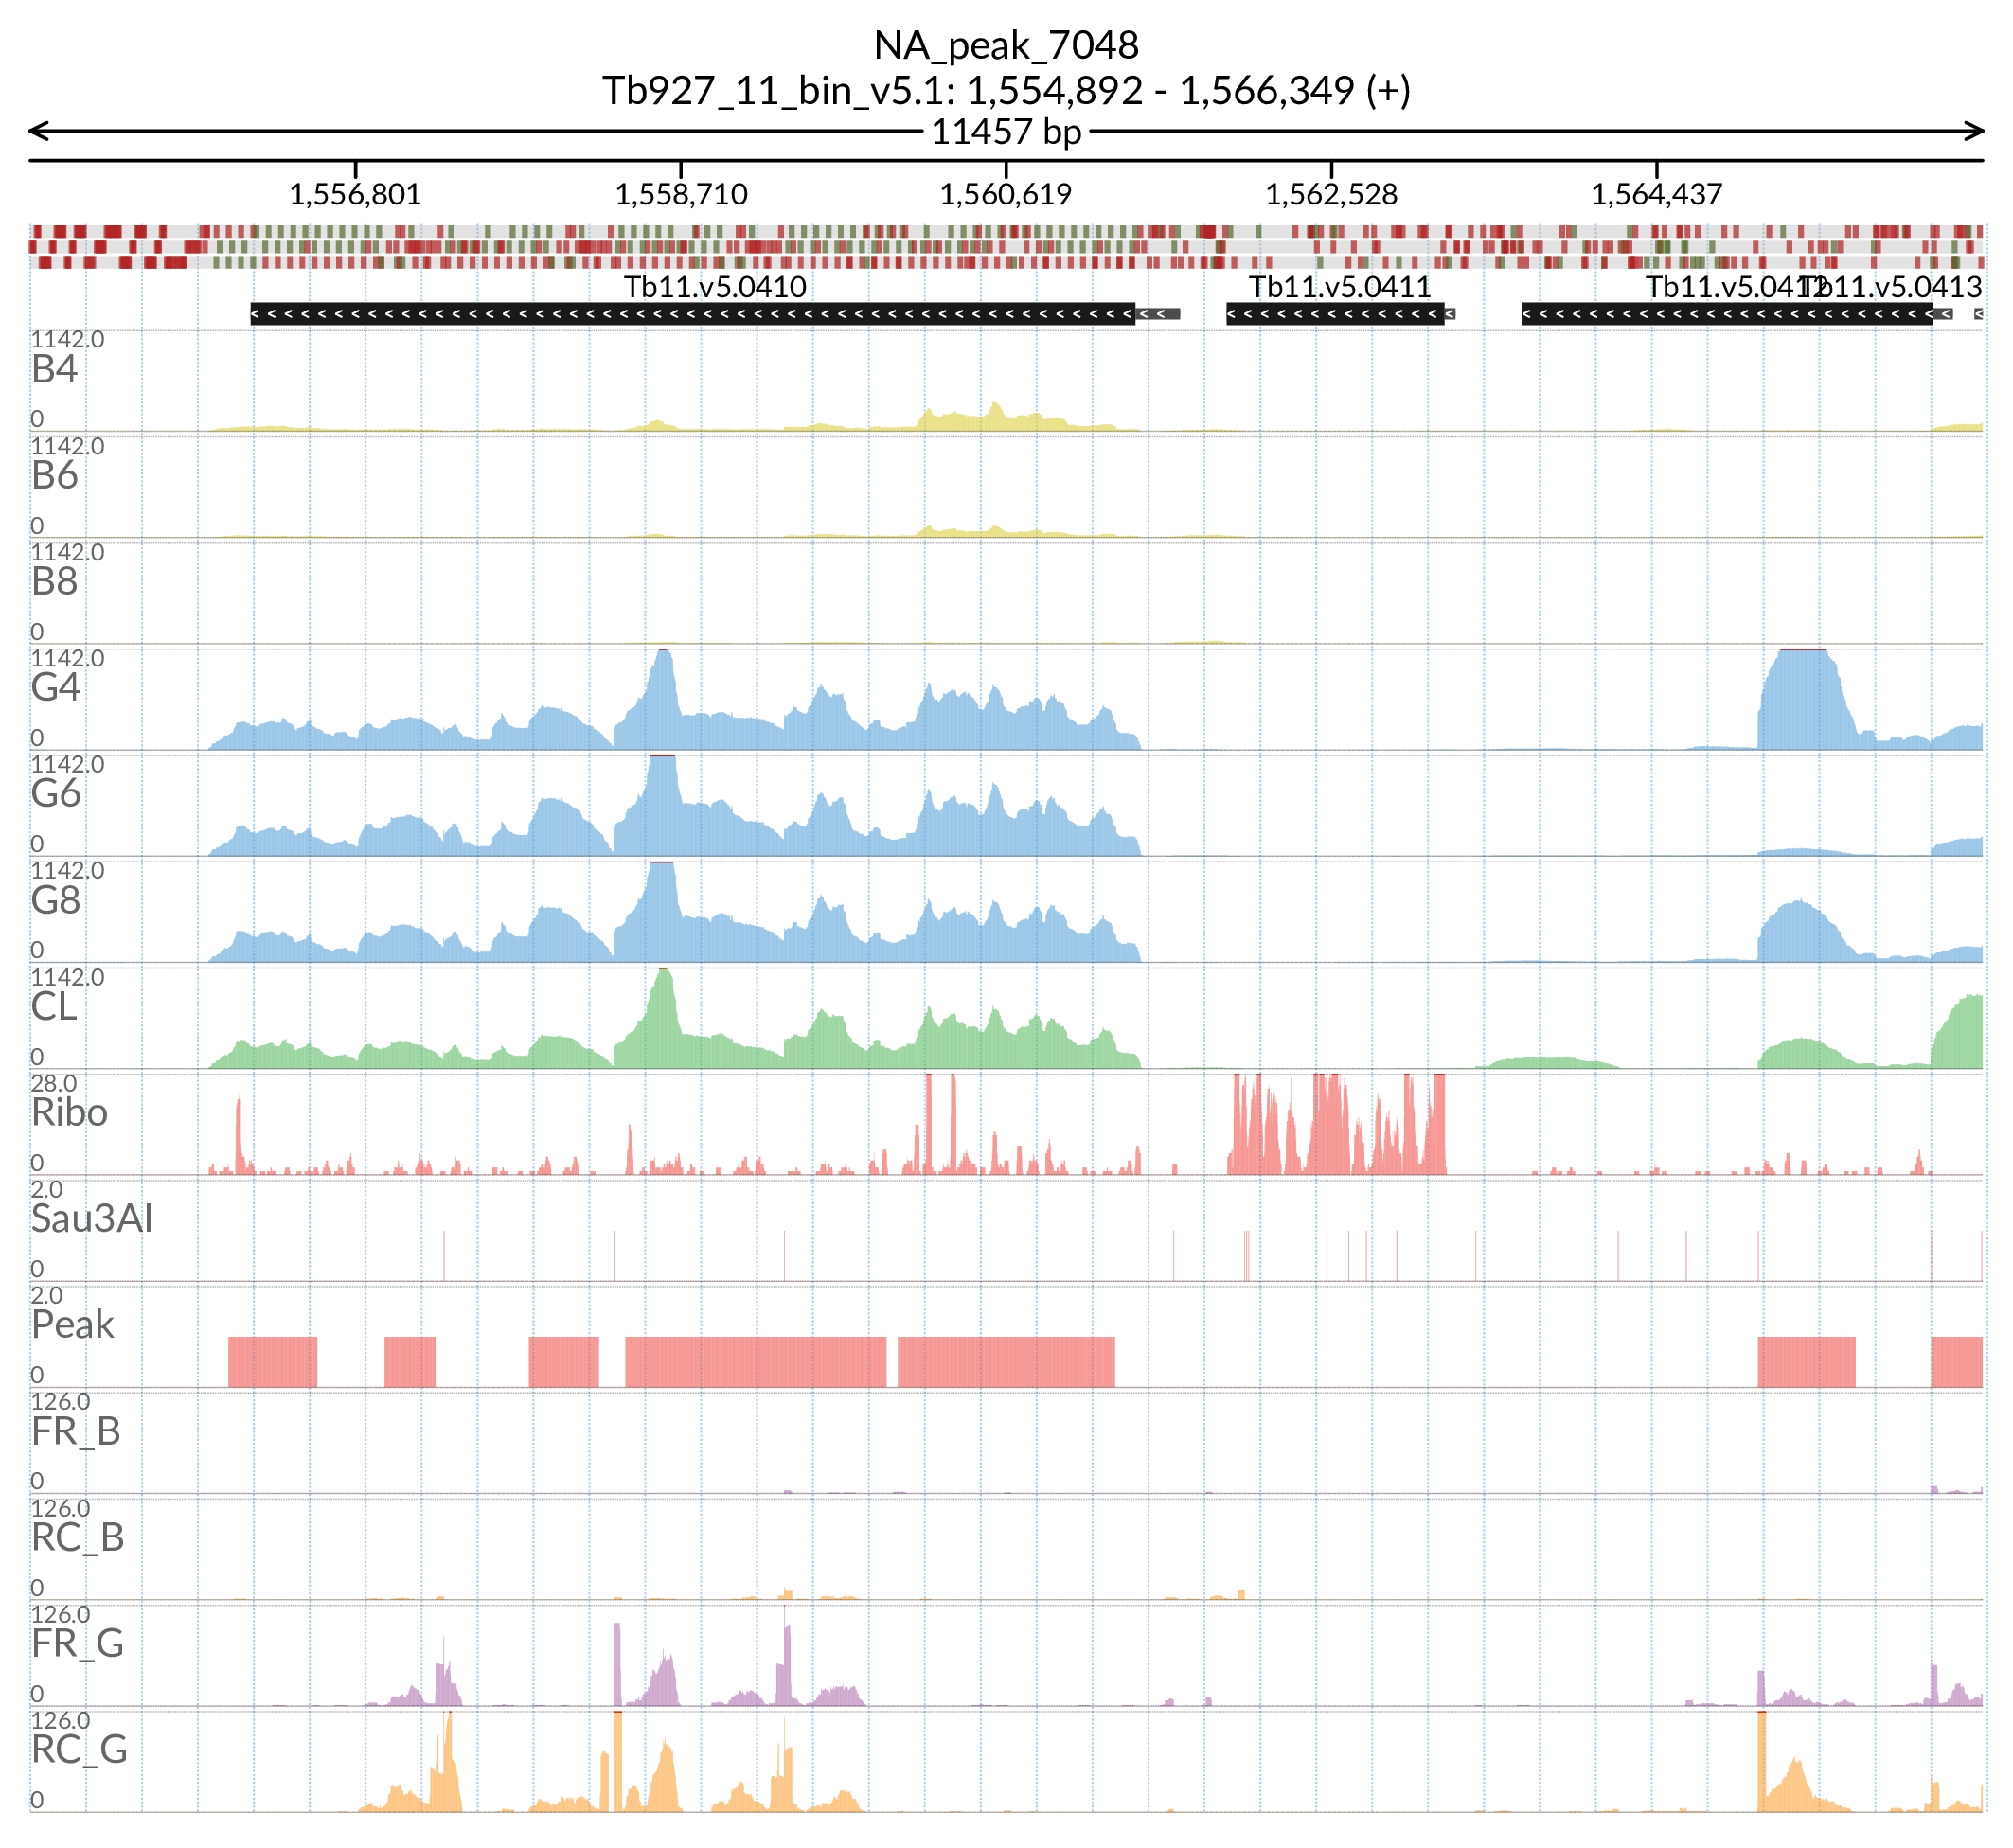 NA_peak_7048
Tb927_11_bin_v5.1: 1,554,892 - 1,566,349 (+)
11457 bp
1,556,801 1,558,710 1,560,619 1,562,528 1,564,437
Tb11.v5.0410 Tb11.v5.0411 Tb11.v5.0412 Tb11.v5.0413
1142.0
B4
0
1142.0
B6
0
1142.0
B8
0
1142.0
G4
0
1142.0
G6
0
1142.0
G8
0
1142.0
CL
0
28.0
Ribo
0
2.0
Sau3AI
0
2.0
Peak
0
126.0
FR_B
0
126.0
RC_B
0
126.0
FR_G
0
126.0
RC_G
0